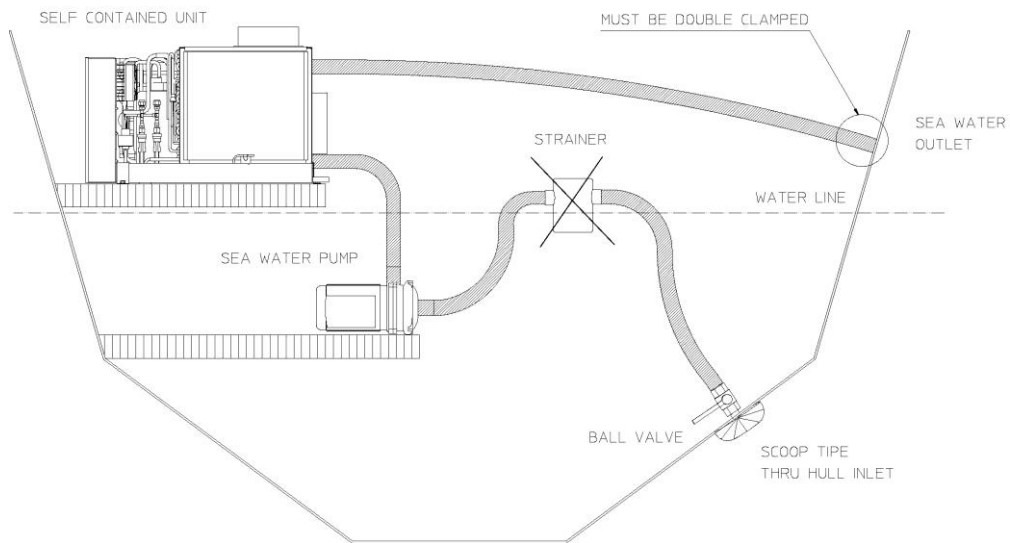 SELF CONTAINED UNIT
MUST BE DOUBLE CLAMPED
SEA WATER
OUTLET
STRAINER
WATER LINE
SEA WATER PUMP
BALL VALVE
SCOOP TIPE
THRU HULL INLET